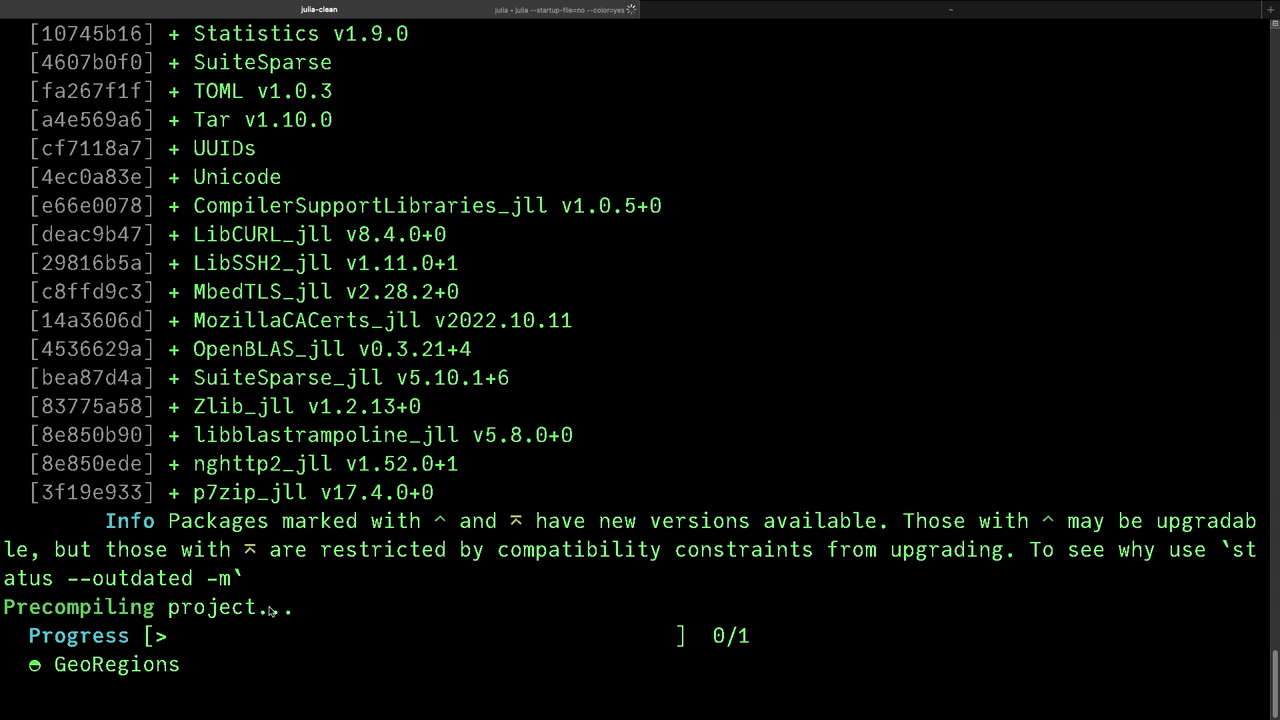 julia-clean
julia • julia --startup-file=no --color=yes
~
+
[10745b16] + Statistics v1.9.0
[4607b0f0] + SuiteSparse
[fa267f1f] + TOML v1.0.3
[a4e569a6] + Tar v1.10.0
[cf7118a7] + UUIDs
[4ec0a83e] + Unicode
[e66e0078] + CompilerSupportLibraries_jll v1.0.5+0
[deac9b47] + LibCURL_jll v8.4.0+0
[29816b5a] + LibSSH2_jll v1.11.0+1
[c8ffd9c3] + MbedTLS_jll v2.28.2+0
[14a3606d] + MozillaCACerts_jll v2022.10.11
[4536629a] + OpenBLAS_jll v0.3.21+4
[bea87d4a] + SuiteSparse_jll v5.10.1+6
[83775a58] + Zlib_jll v1.2.13+0
[8e850b90] + libblastrampoline_jll v5.8.0+0
[8e850ede] + nghttp2_jll v1.52.0+1
[3f19e933] + p7zip_jll v17.4.0+0
Info Packages marked with ⌃ and ⌅ have new versions available. Those with ⌃ may be upgradab
le, but those with ⌅ are restricted by compatibility constraints from upgrading. To see why use `st
atus --outdated -m`
Precompiling project...
Progress [> ] 0/1
◓ GeoRegions